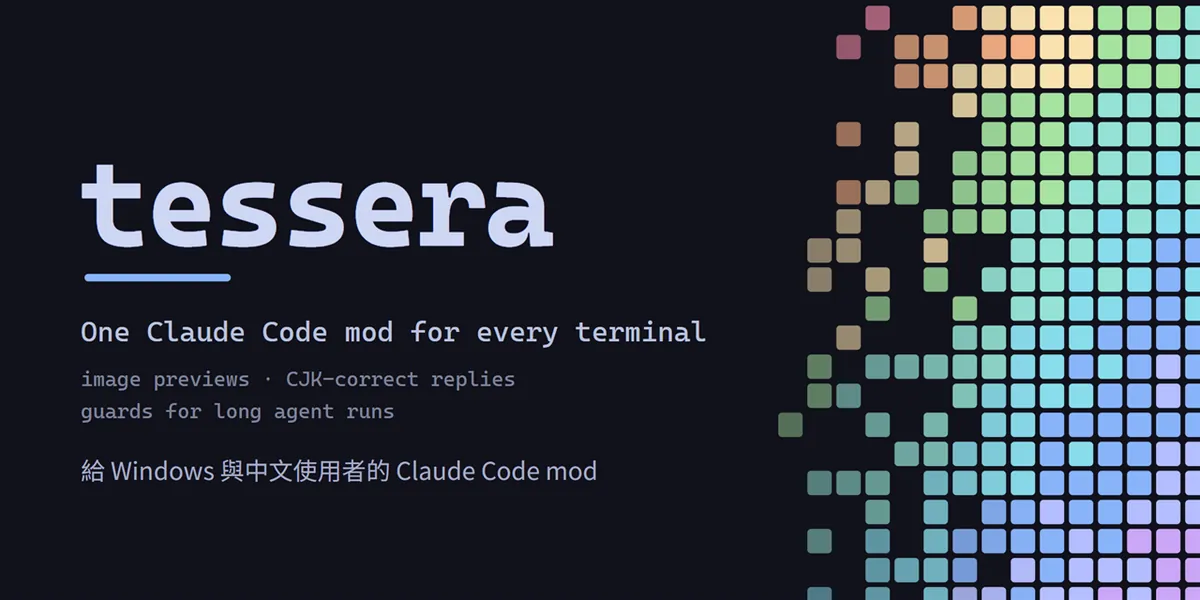 tessera
One Claude Code mod for every terminal
image previews · CJK-correct replies
guards for long agent runs
給 Windows 與中文使用者的 Claude Code mod